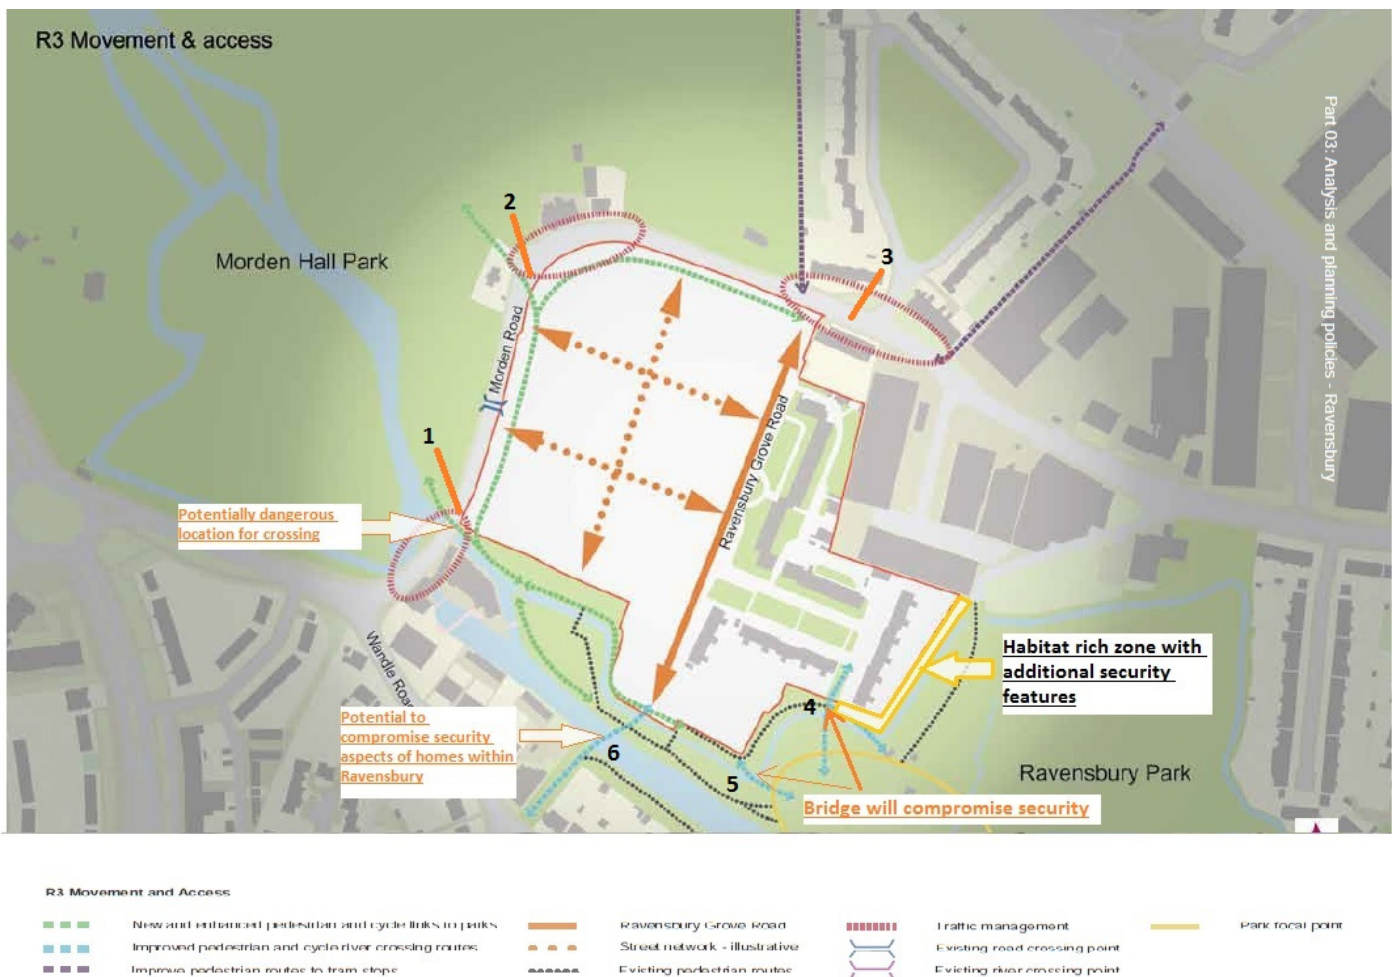 R3 Movement & access
Part 03: Analysis and planning policies - Ravensbury
2
Morden Hall Park
3
Morden Road
1
Ravensbury Grove Road
Potentially dangerous
location for crossing
Wandle Road
Habitat rich zone with
additional security
features
4
Potential to
compromise security
aspects of homes within
Ravensbury
6
5
Ravensbury Park
Bridge will compromise security
R3 Movement and Access
New and enhanced pedestrian and cycle links to parks
Ravensbury Grove Road
Traffic management
Park focal point
Improved pedestrian and cycle river crossing routes
Street network - illustrative
Existing road crossing point
Improve pedestrian routes to tram stops
Existing pedestrian routes
Existing river crossing point